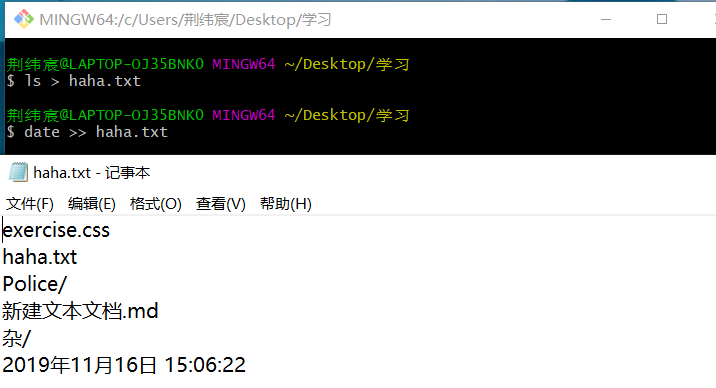 MINGW64:/c/Users/荆纬宸/Desktop/学习
荆纬宸@LAPTOP-OJ35BNKO MINGW64 ~/Desktop/学习
$ ls > haha.txt
荆纬宸@LAPTOP-OJ35BNKO MINGW64 ~/Desktop/学习
$ date >> haha.txt
haha.txt - 记事本
文件(F) 编辑(E) 格式(O) 查看(V) 帮助(H)
exercise.css
haha.txt
Police/
新建文本文档.md
杂/
2019年11月16日 15:06:22